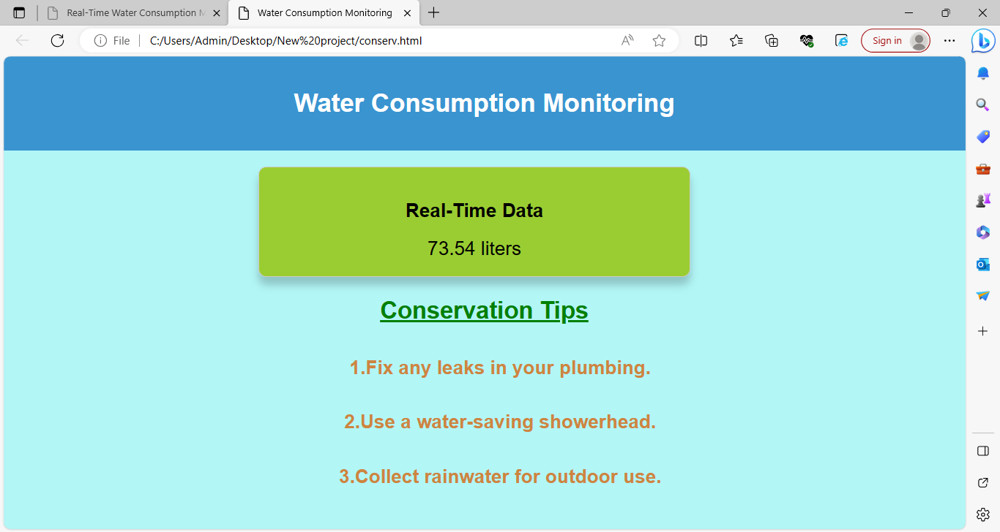 Real-Time Water Consumption M
Water Consumption Monitoring
File
C:/Users/Admin/Desktop/New%20project/conserv.html
Sign in
Water Consumption Monitoring
Real-Time Data
73.54 liters
Conservation Tips
1.Fix any leaks in your plumbing.
2.Use a water-saving showerhead.
3.Collect rainwater for outdoor use.